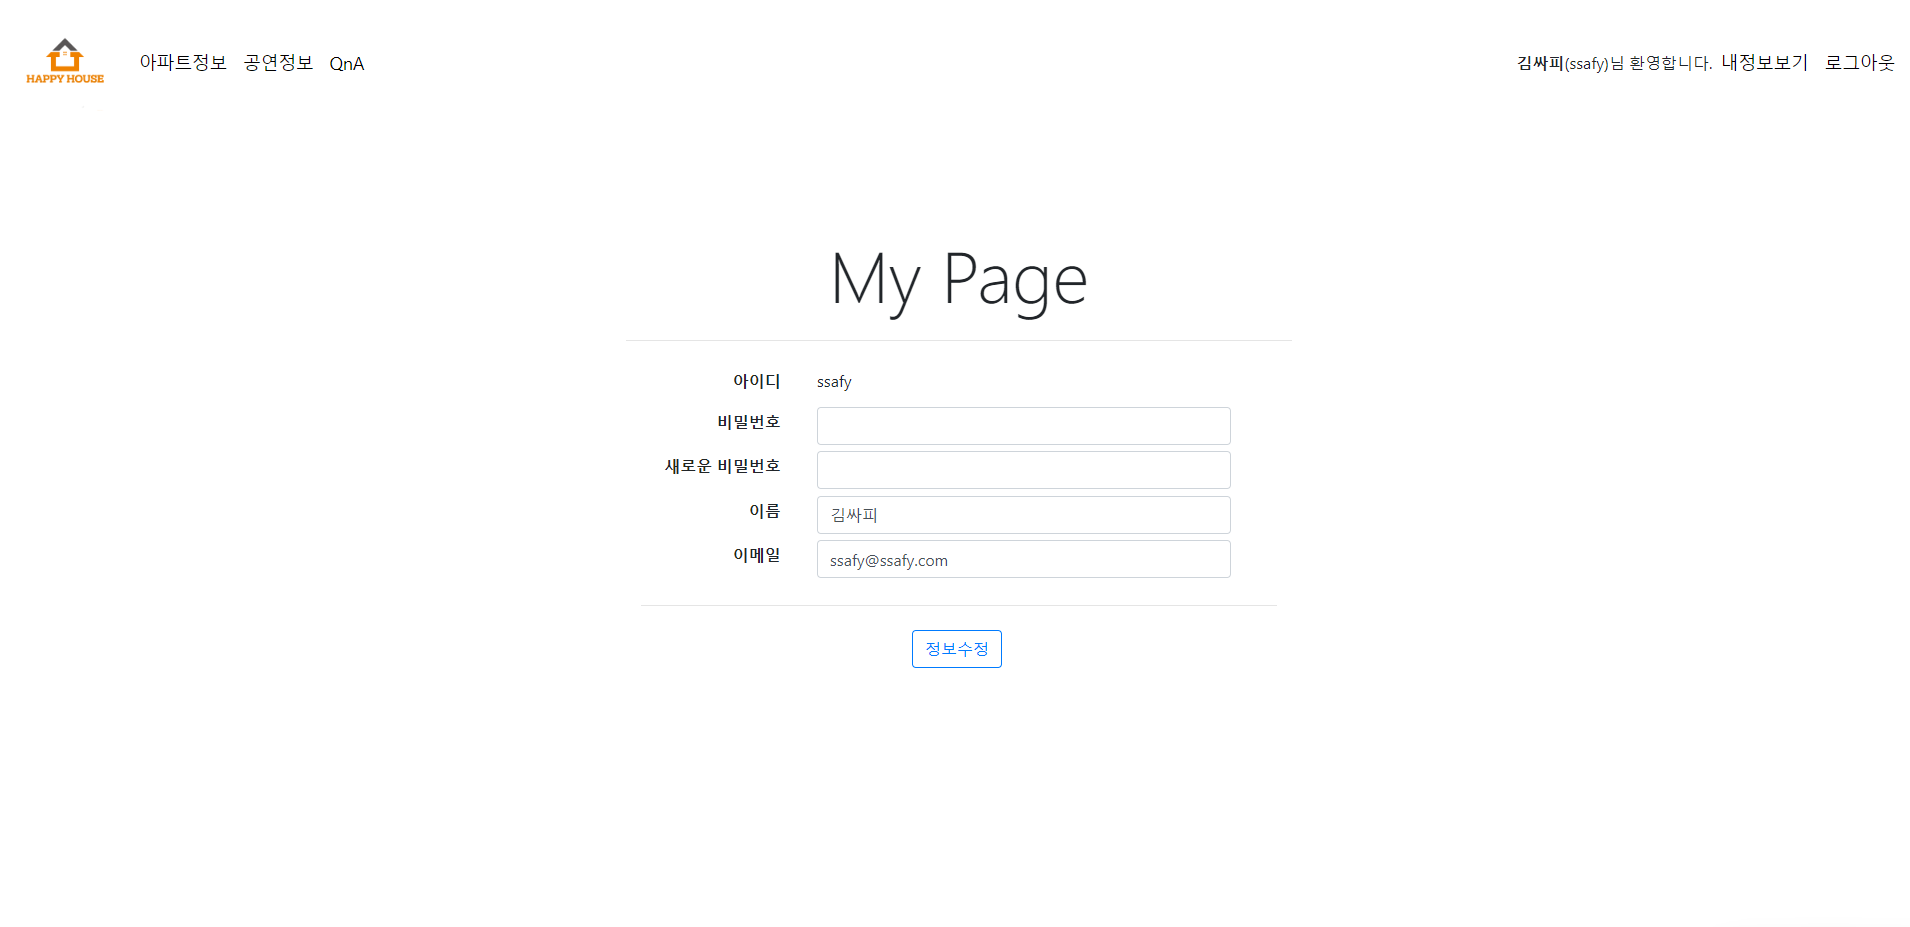 HAPPY HOUSE
아파트정보 공연정보 QnA
김싸피(ssafy)님 환영합니다. 내정보보기 로그아웃
My Page
아이디 ssafy
비밀번호
새로운 비밀번호
이름 김싸피
이메일 ssafy@ssafy.com
정보수정